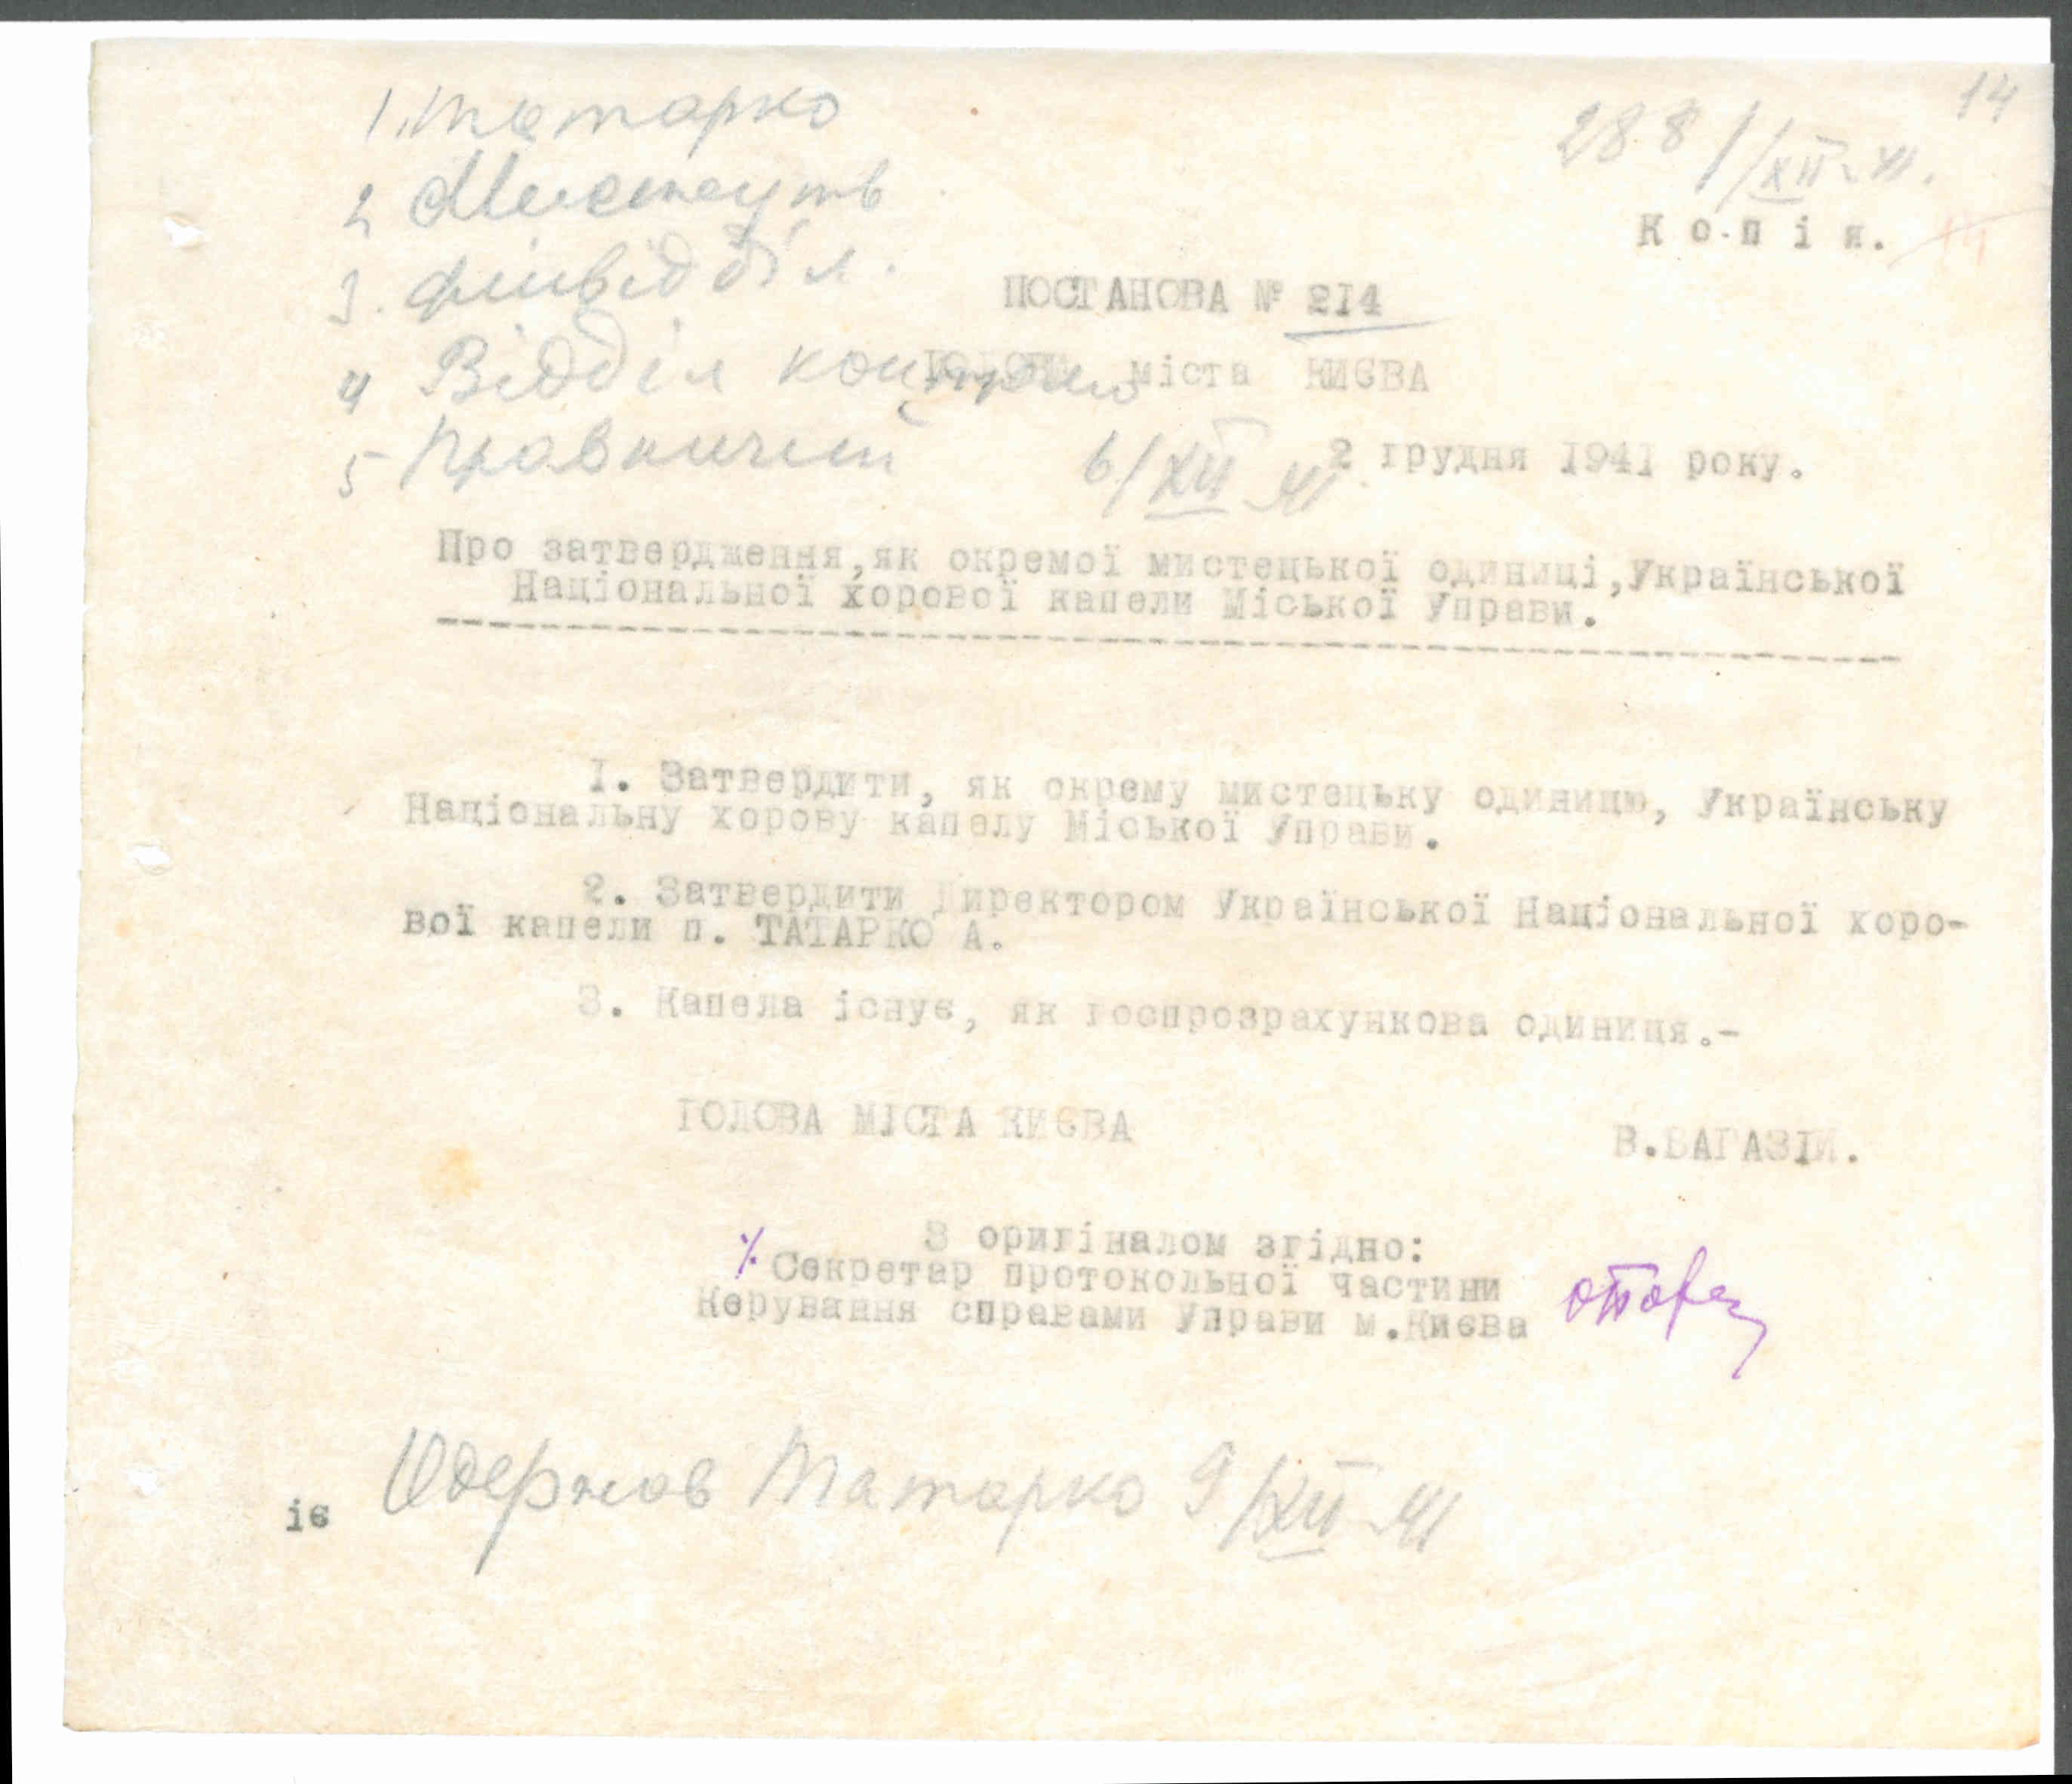 14
1. Татарко
288/XII-41.
2 Мистецтв
Копія.
3. фінвідділ.
ПОСТАНОВА № 2I4
4 Відділ контролю
ГОЛОВИ міста КИЄВА
5 Правничий
6/XII 41
2 грудня 1941 року.
Про затвердження,як окремої мистецької одиниці,Української
Національної хорової капели Міської Управи.
I. Затвердити, як окрему мистецьку одиницю, Українську
Національну хорову капелу Міської Управи.
2. Затвердити Директором Української Національної хоро-
вої капели п. ТАТАРКО А.
3. Капела існує, як госпрозрахункова одиниця.-
ГОЛОВА МІСТА КИЄВА
В.БАГАЗІЙ.
З оригіналом згідно:
Секретар протокольної частини
Керування справами Управи м.Києва
Одержав Татарко 9/XII 41
іє